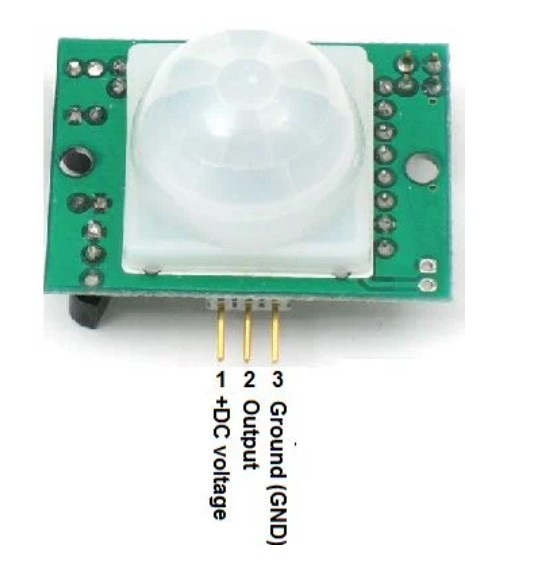 1 2 3
+DC voltage
Output
Ground (GND)